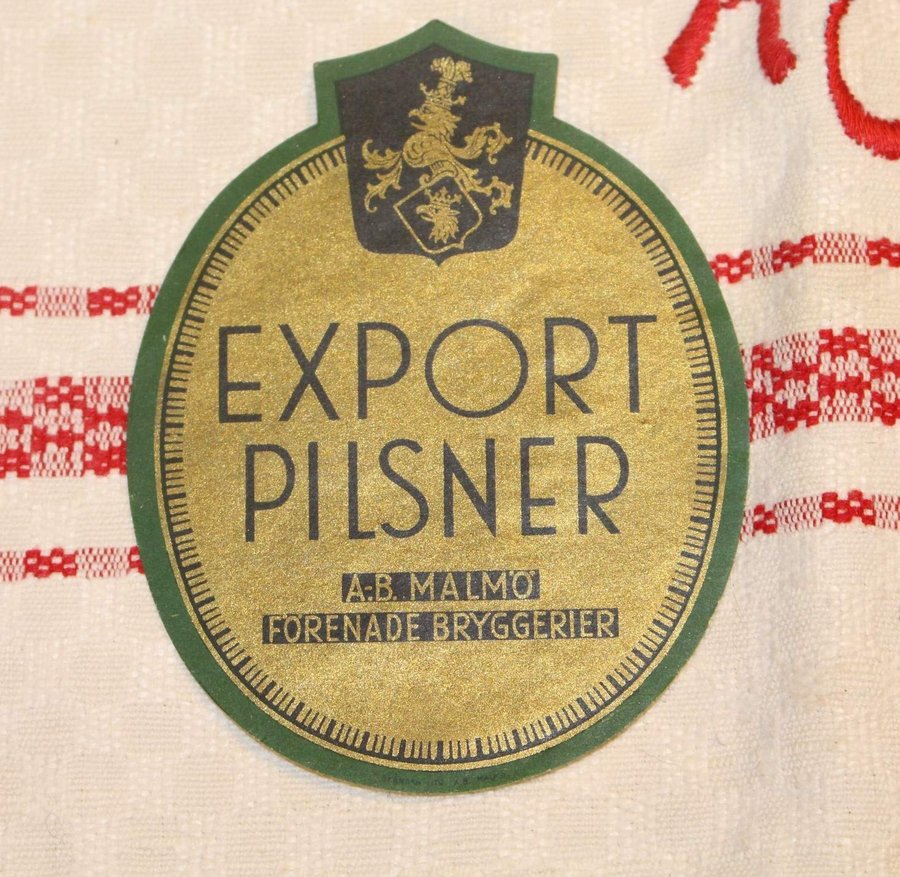 EXPORT
PILSNER
A.-B. MALMÖ
FÖRENADE BRYGGERIER